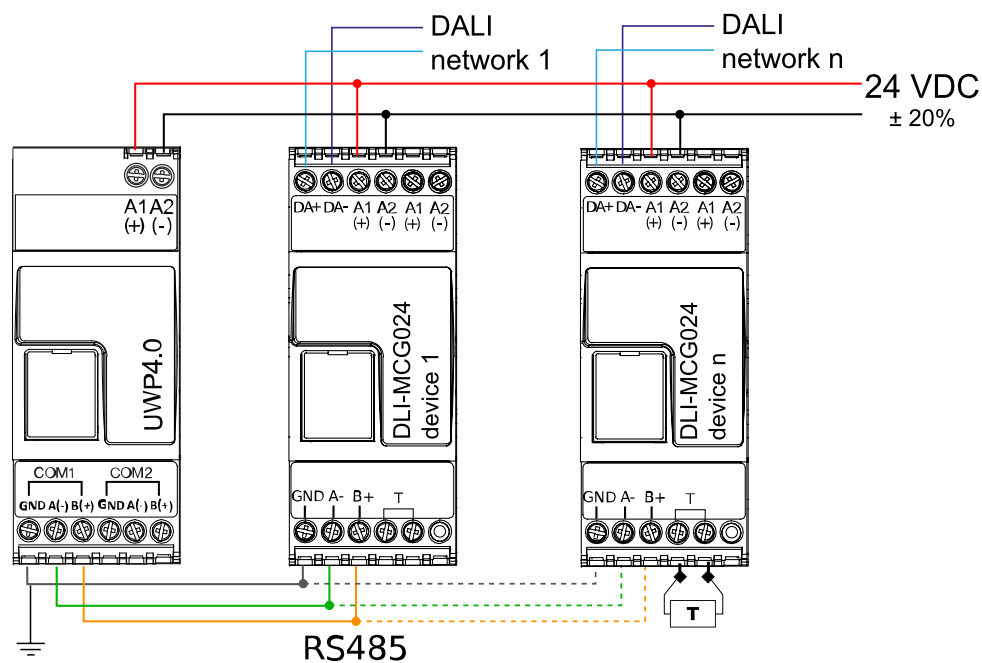 DALI
network 1
DALI
network n
24 VDC
± 20%
A1 A2
(+) (-)
DA+ DA- A1 A2 A1 A2
(+) (-) (+) (-)
DA+ DA- A1 A2 A1 A2
(+) (-) (+) (-)
UWP4.0
DLI-MCG024
device 1
DLI-MCG024
device n
COM1 COM2
GND A(-) B(+) GND A(-) B(+)
GND A- B+ T
GND A- B+ T
T
RS485